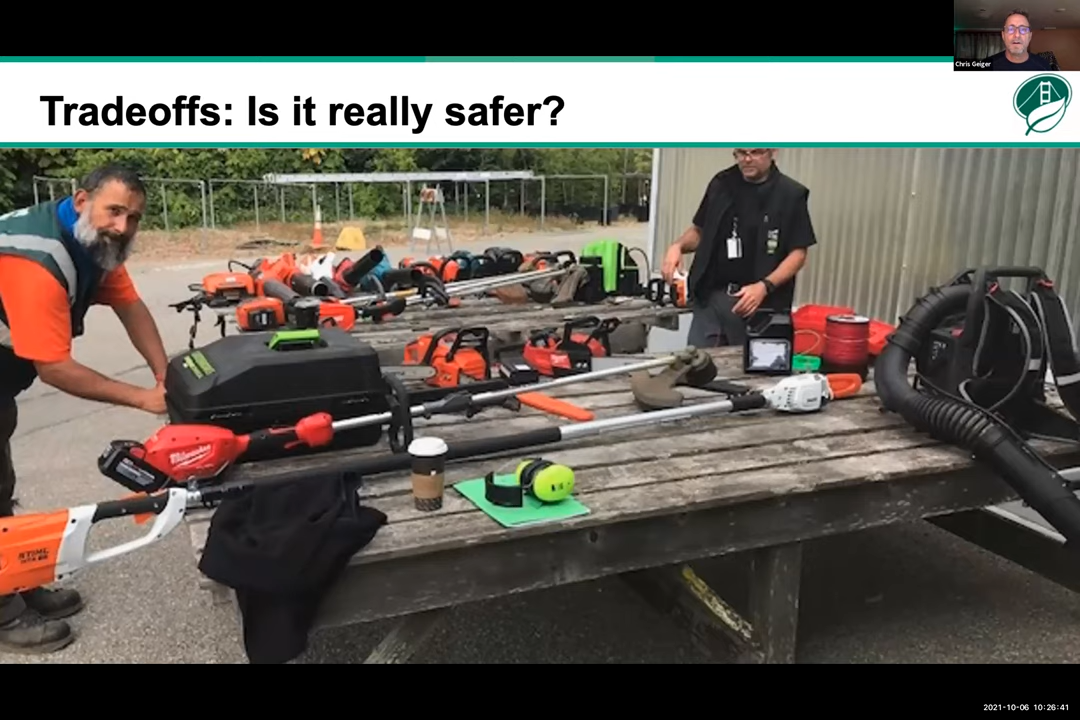 Chris Geiger
Tradeoffs: Is it really safer?
Milwaukee
STIHL
2021-10-06 10:26:41